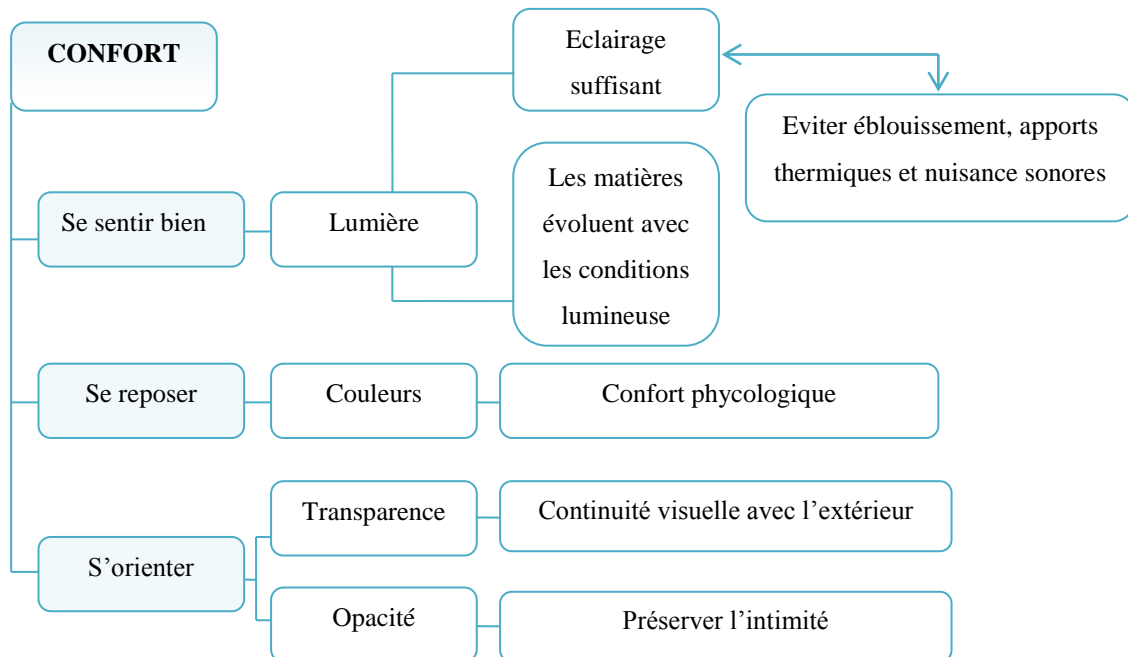 CONFORT
Eclairage
suffisant
Eviter éblouissement, apports
thermiques et nuisance sonores
Se sentir bien
Lumière
Les matières
évoluent avec
les conditions
lumineuse
Se reposer
Couleurs
Confort phycologique
S’orienter
Transparence
Continuité visuelle avec l’extérieur
Opacité
Préserver l’intimité